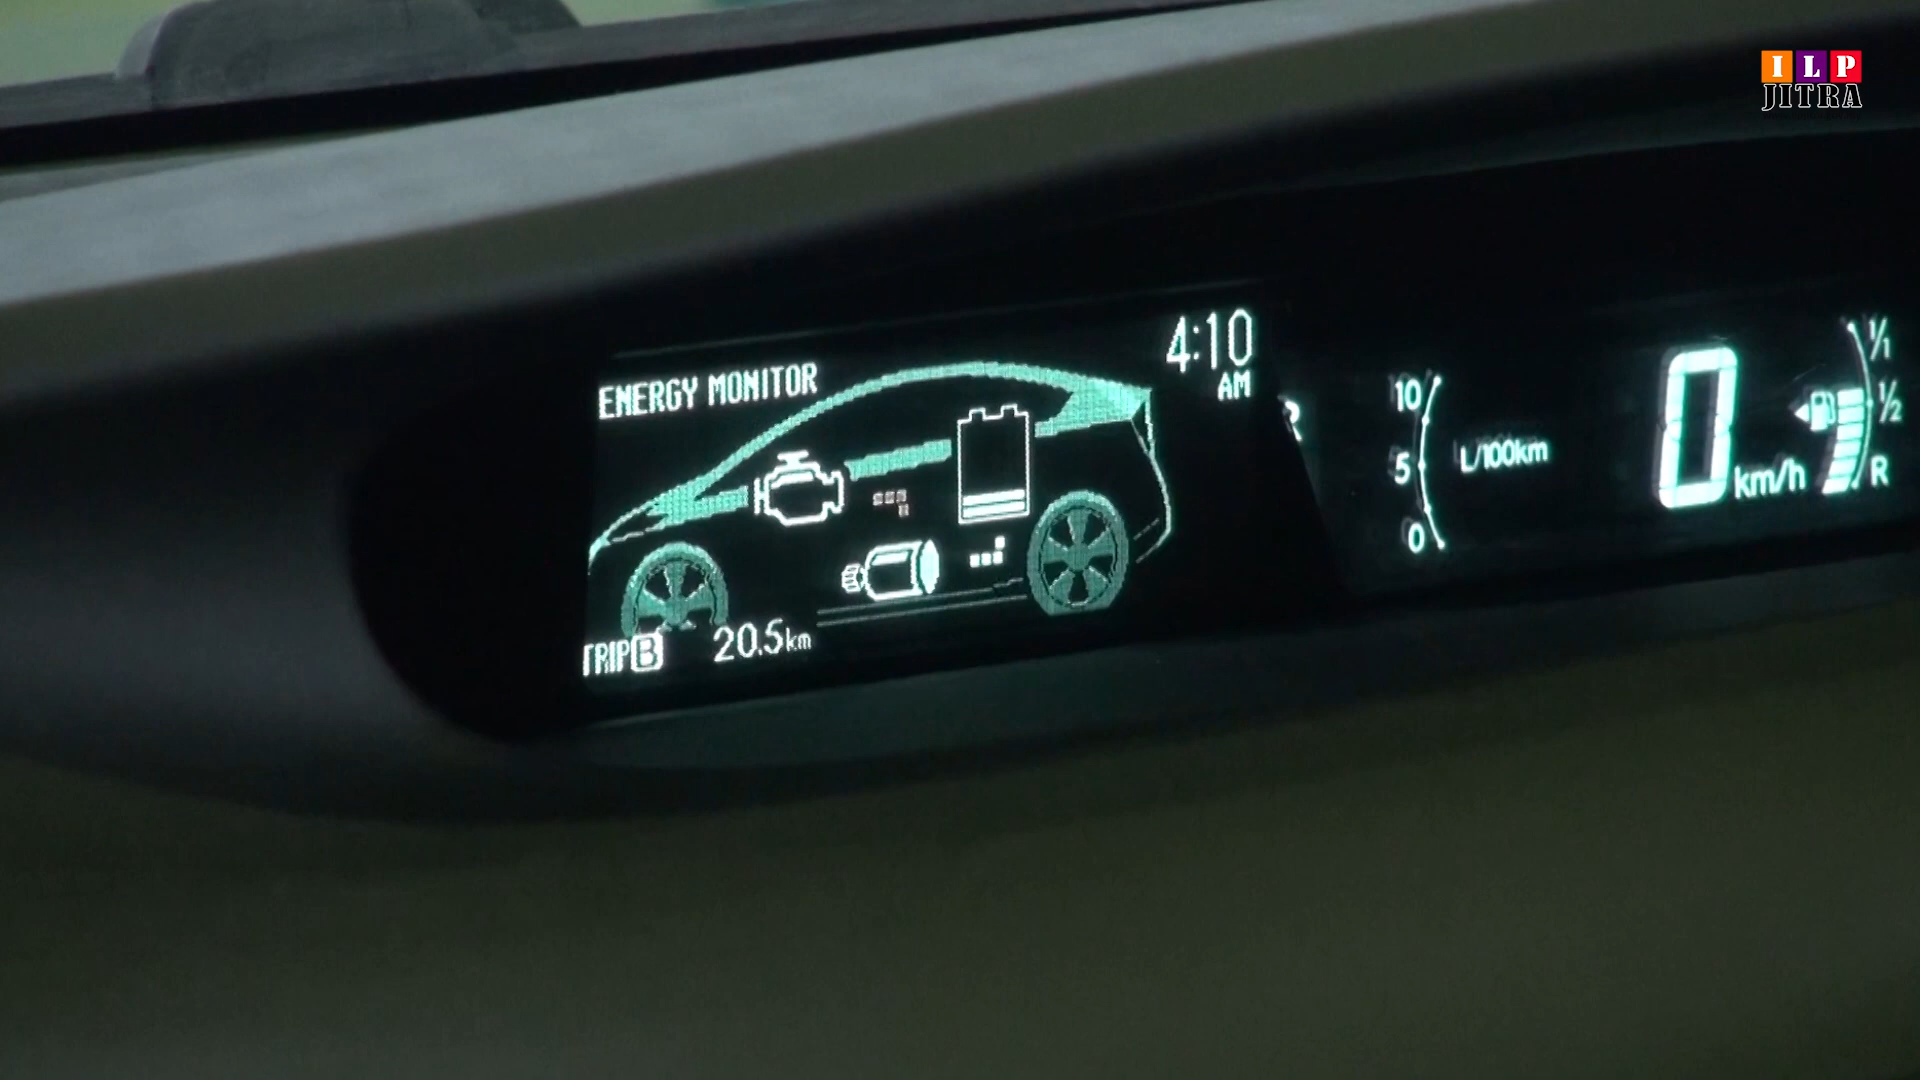 ILP
JITRA
4:10
AM
ENERGY MONITOR
TRIP B 20.5km
R
10
5
0
L/100km
0 km/h
1/1
1/2
R